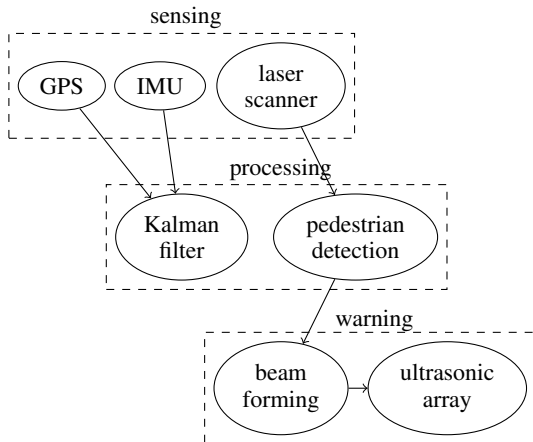 sensing
GPS
IMU
laser
scanner
processing
Kalman
filter
pedestrian
detection
warning
beam
forming
ultrasonic
array